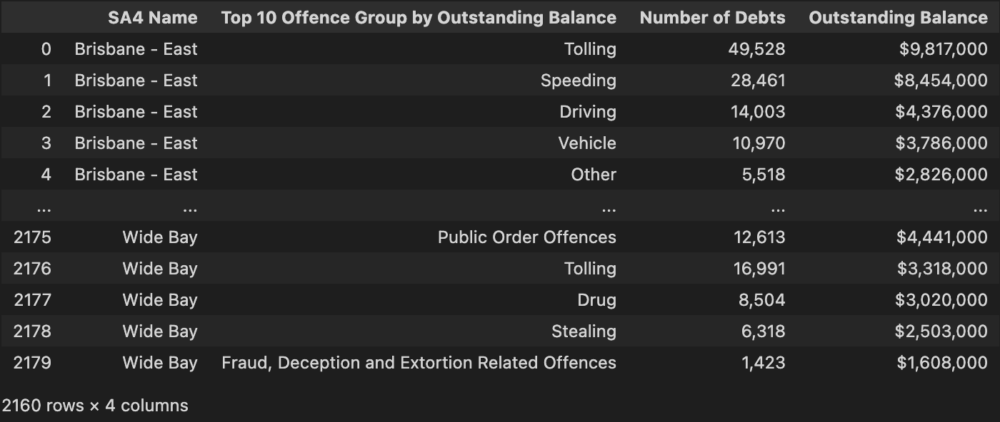 SA4 Name Top 10 Offence Group by Outstanding Balance Number of Debts Outstanding Balance
0 Brisbane - East Tolling 49,528 $9,817,000
1 Brisbane - East Speeding 28,461 $8,454,000
2 Brisbane - East Driving 14,003 $4,376,000
3 Brisbane - East Vehicle 10,970 $3,786,000
4 Brisbane - East Other 5,518 $2,826,000
... ... ... ... ...
2175 Wide Bay Public Order Offences 12,613 $4,441,000
2176 Wide Bay Tolling 16,991 $3,318,000
2177 Wide Bay Drug 8,504 $3,020,000
2178 Wide Bay Stealing 6,318 $2,503,000
2179 Wide Bay Fraud, Deception and Extortion Related Offences 1,423 $1,608,000
2160 rows × 4 columns